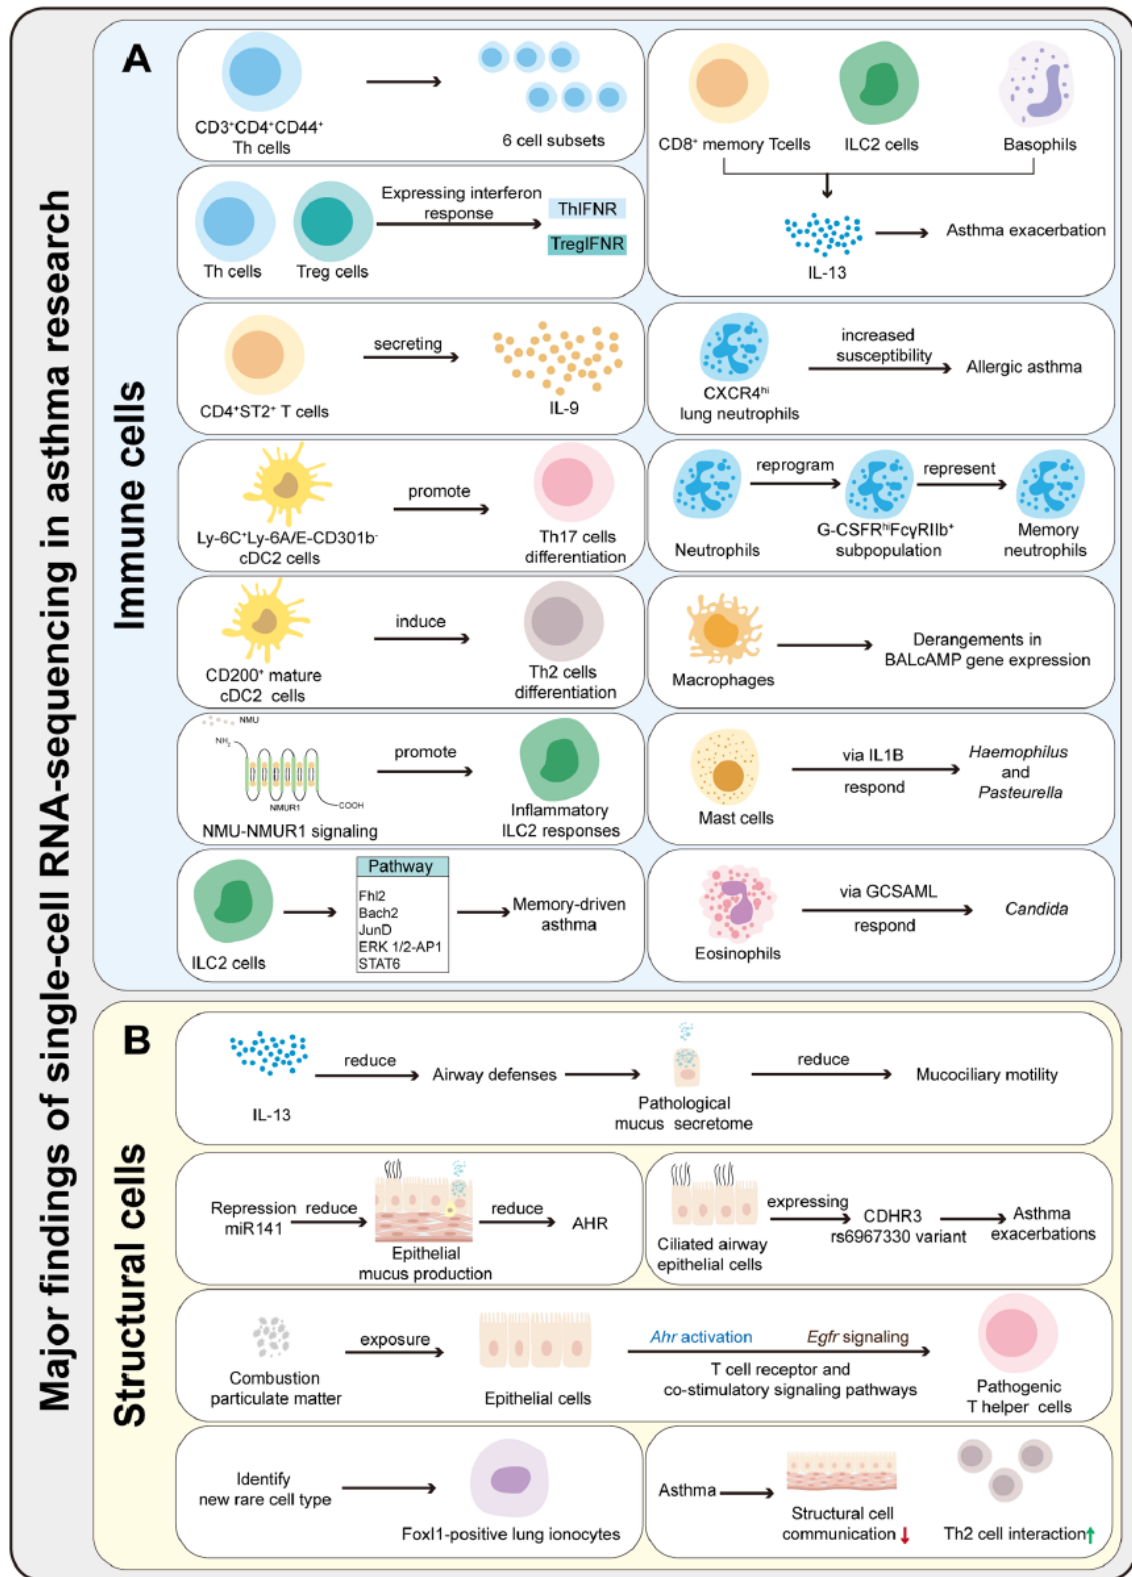 Major findings of single-cell RNA-sequencing in asthma research
A
Immune cells
CD3⁺CD4⁺CD44⁺
Th cells
6 cell subsets
CD8⁺ memory Tcells
ILC2 cells
Basophils
IL-13
Asthma exacerbation
Th cells
Treg cells
Expressing interferon
response
ThIFNR
TregIFNR
CD4⁺ST2⁺ T cells
secreting
IL-9
CXCR4ʰⁱ
lung neutrophils
increased
susceptibility
Allergic asthma
Ly-6C⁺Ly-6A/E-CD301b⁻
cDC2 cells
promote
Th17 cells
differentiation
Neutrophils
reprogram
G-CSFRʰⁱFcγRIIb⁺
subpopulation
represent
Memory
neutrophils
CD200⁺ mature
cDC2 cells
induce
Th2 cells
differentiation
Macrophages
Derangements in
BALcAMP gene expression
NMU
NH₂
NMUR1
COOH
NMU-NMUR1 signaling
promote
Inflammatory
ILC2 responses
Mast cells
via IL1B
respond
Haemophilus
and
Pasteurella
ILC2 cells
Pathway
Fhl2
Bach2
JunD
ERK 1/2-AP1
STAT6
Memory-driven
asthma
Eosinophils
via GCSAML
respond
Candida
B
Structural cells
IL-13
reduce
Airway defenses
Pathological
mucus secretome
reduce
Mucociliary motility
Repression
miR141
reduce
Epithelial
mucus production
reduce
AHR
Ciliated airway
epithelial cells
expressing
CDHR3
rs6967330 variant
Asthma
exacerbations
Combustion
particulate matter
exposure
Epithelial cells
Ahr activation
Egfr signaling
T cell receptor and
co-stimulatory signaling pathways
Pathogenic
T helper cells
Identify
new rare cell type
Foxl1-positive lung ionocytes
Asthma
Structural cell
communication↓
Th2 cell interaction↑